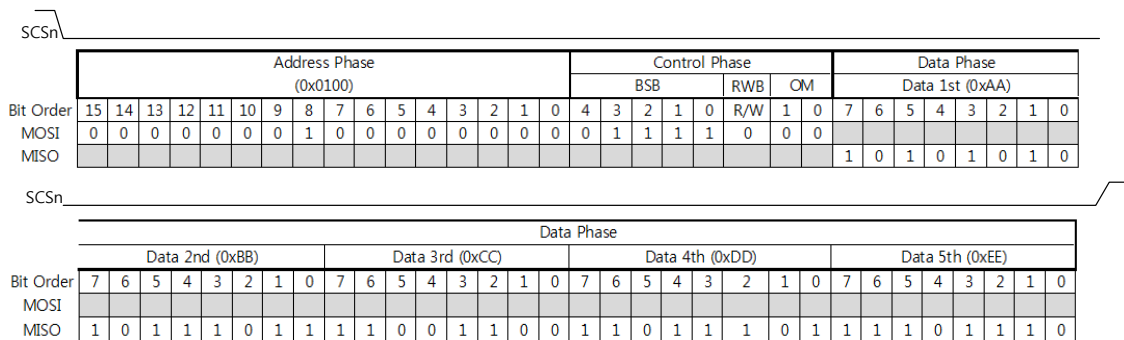 SCSn
Address Phase Control Phase Data Phase
(0x0100) BSB RWB OM Data 1st (0xAA)
Bit Order 15 14 13 12 11 10 9 8 7 6 5 4 3 2 1 0 4 3 2 1 0 R/W 1 0 7 6 5 4 3 2 1 0
MOSI 0 0 0 0 0 0 0 1 0 0 0 0 0 0 0 0 0 1 1 1 1 0 0 0
MISO 1 0 1 0 1 0 1 0
SCSn
Data Phase
Data 2nd (0xBB) Data 3rd (0xCC) Data 4th (0xDD) Data 5th (0xEE)
Bit Order 7 6 5 4 3 2 1 0 7 6 5 4 3 2 1 0 7 6 5 4 3 2 1 0 7 6 5 4 3 2 1 0
MOSI
MISO 1 0 1 1 1 0 1 1 1 1 0 0 1 1 0 0 1 1 0 1 1 1 0 1 1 1 1 0 1 1 1 0